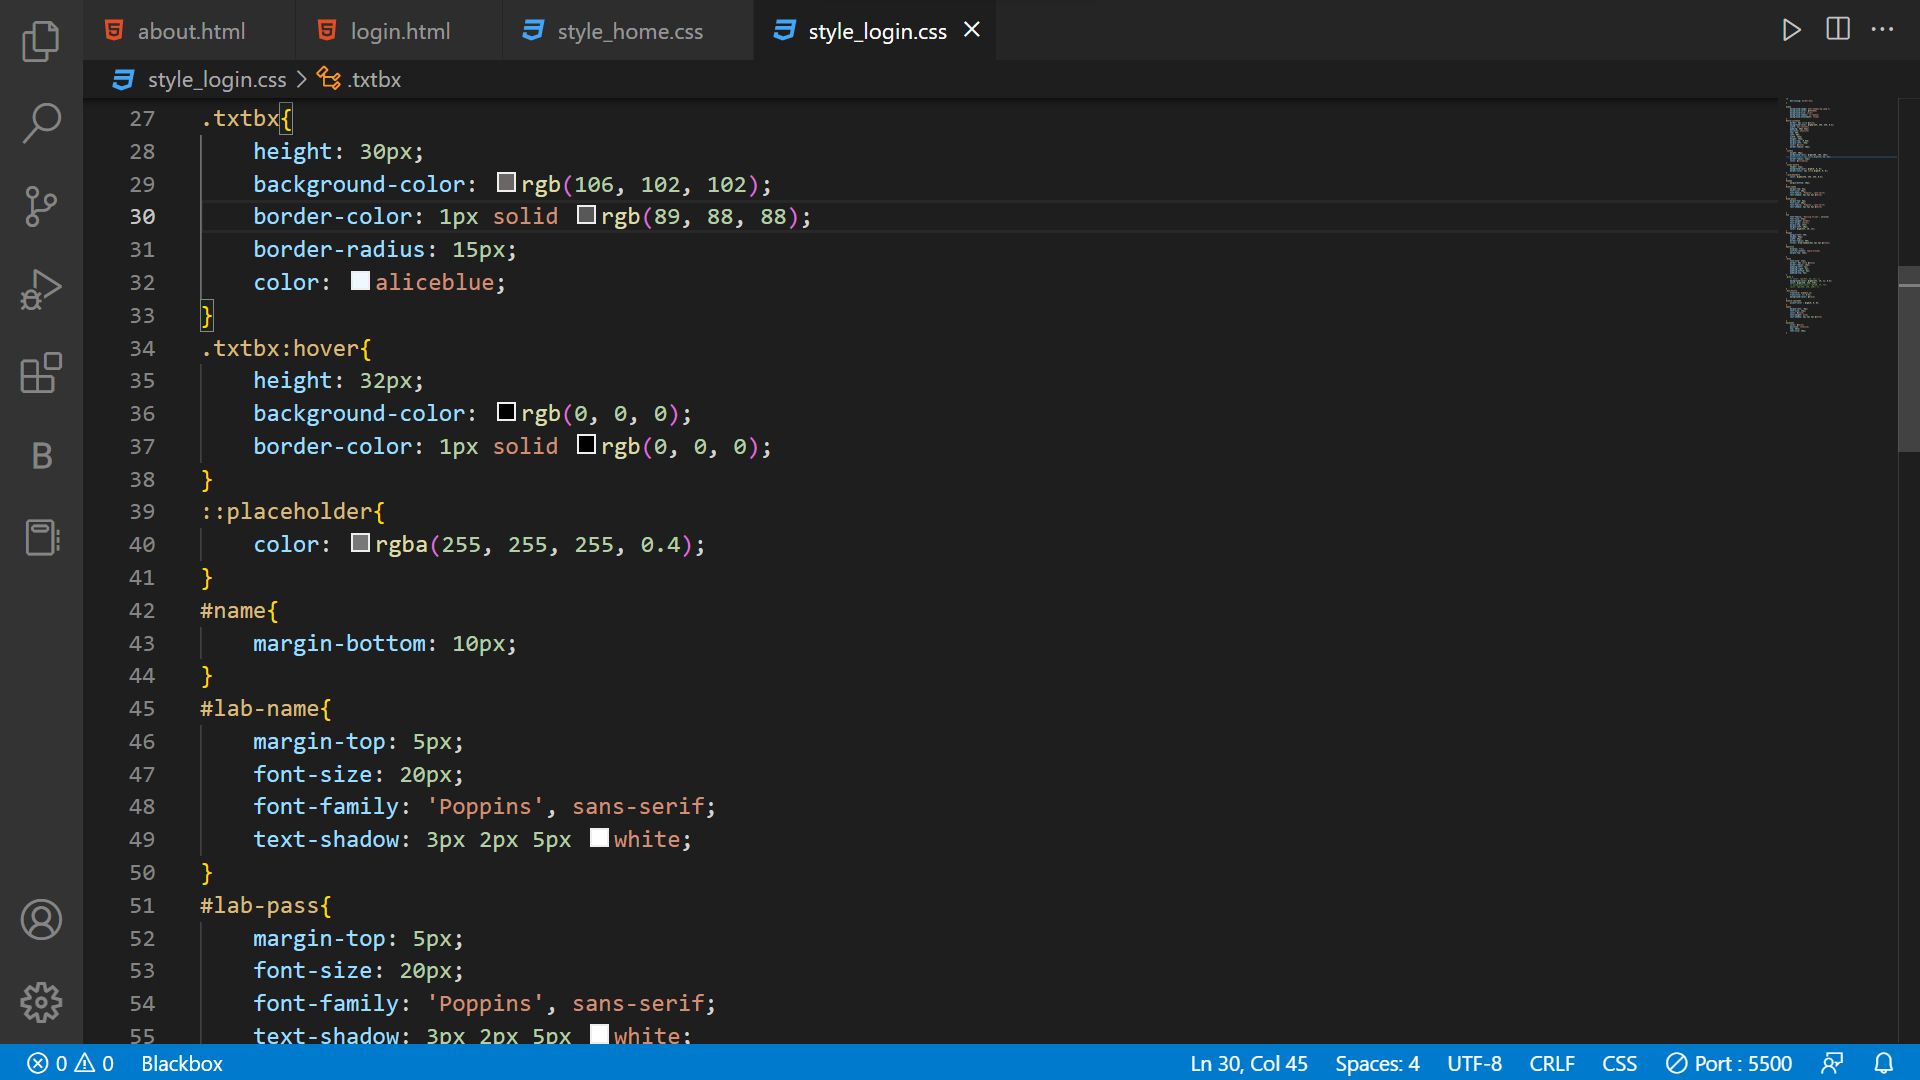 about.html login.html style_home.css style_login.css
style_login.css > .txtbx
27 .txtbx{
28 height: 30px;
29 background-color: rgb(106, 102, 102);
30 border-color: 1px solid rgb(89, 88, 88);
31 border-radius: 15px;
32 color: aliceblue;
33 }
34 .txtbx:hover{
35 height: 32px;
36 background-color: rgb(0, 0, 0);
37 border-color: 1px solid rgb(0, 0, 0);
38 }
39 ::placeholder{
40 color: rgba(255, 255, 255, 0.4);
41 }
42 #name{
43 margin-bottom: 10px;
44 }
45 #lab-name{
46 margin-top: 5px;
47 font-size: 20px;
48 font-family: 'Poppins', sans-serif;
49 text-shadow: 3px 2px 5px white;
50 }
51 #lab-pass{
52 margin-top: 5px;
53 font-size: 20px;
54 font-family: 'Poppins', sans-serif;
55 text-shadow: 3px 2px 5px white;
B
0 0 Blackbox Ln 30, Col 45 Spaces: 4 UTF-8 CRLF CSS Port : 5500